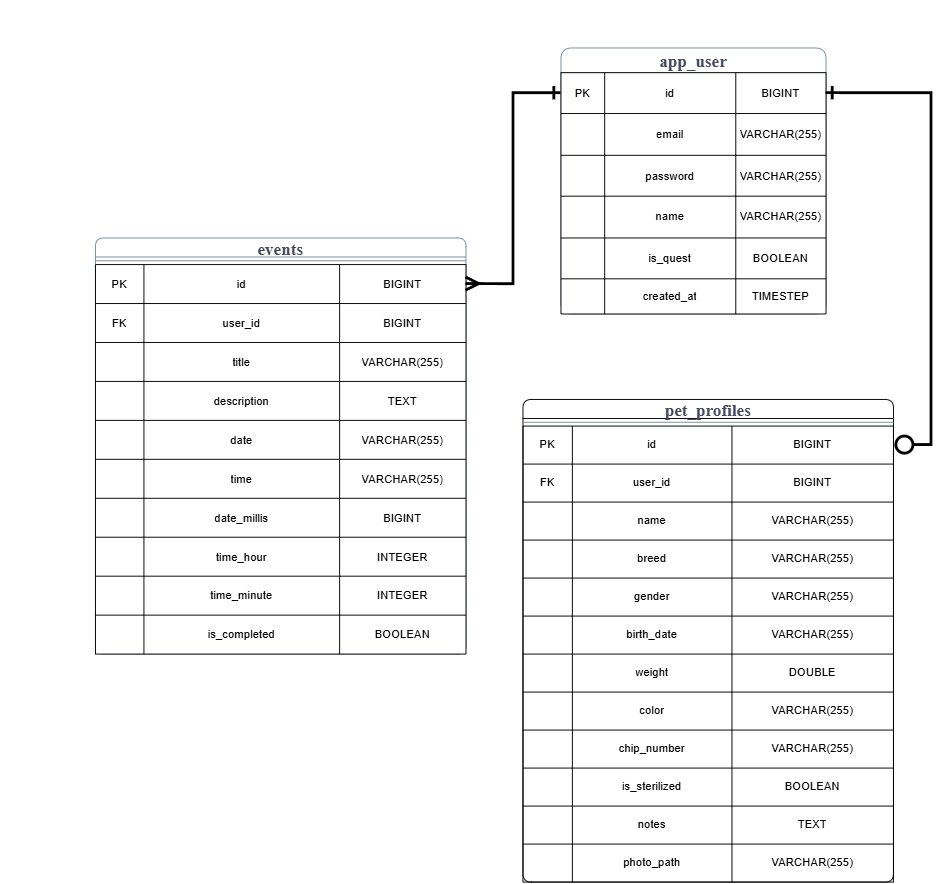 app_user
PK id BIGINT
email VARCHAR(255)
password VARCHAR(255)
name VARCHAR(255)
is_quest BOOLEAN
created_at TIMESTEP
events
PK id BIGINT
FK user_id BIGINT
title VARCHAR(255)
description TEXT
date VARCHAR(255)
time VARCHAR(255)
date_millis BIGINT
time_hour INTEGER
time_minute INTEGER
is_completed BOOLEAN
pet_profiles
PK id BIGINT
FK user_id BIGINT
name VARCHAR(255)
breed VARCHAR(255)
gender VARCHAR(255)
birth_date VARCHAR(255)
weight DOUBLE
color VARCHAR(255)
chip_number VARCHAR(255)
is_sterilized BOOLEAN
notes TEXT
photo_path VARCHAR(255)